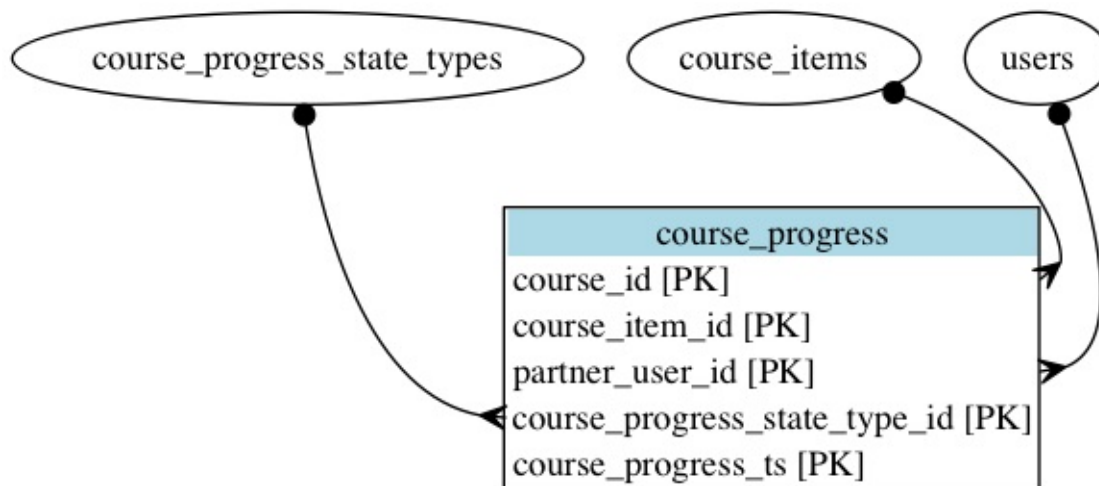 course_progress_state_types
course_items
users
course_progress
course_id [PK]
course_item_id [PK]
partner_user_id [PK]
course_progress_state_type_id [PK]
course_progress_ts [PK]